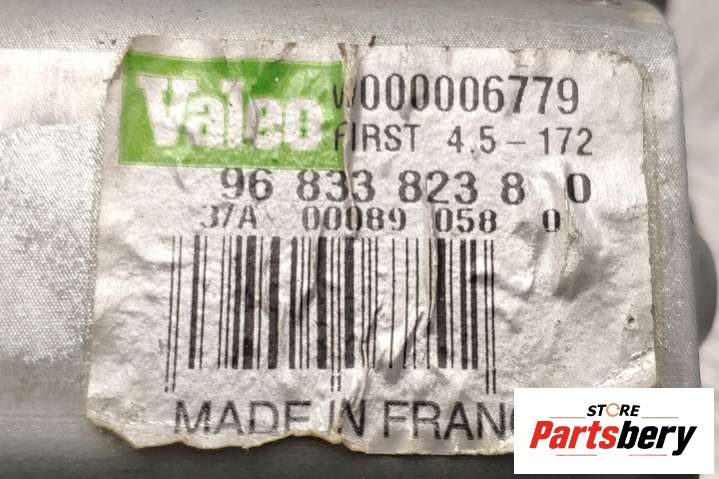 Valeo
W000006779
FIRST 4.5-172
96 833 823 8 0
37A 00089 058 0
MADE IN FRANC
STORE
Partsbery